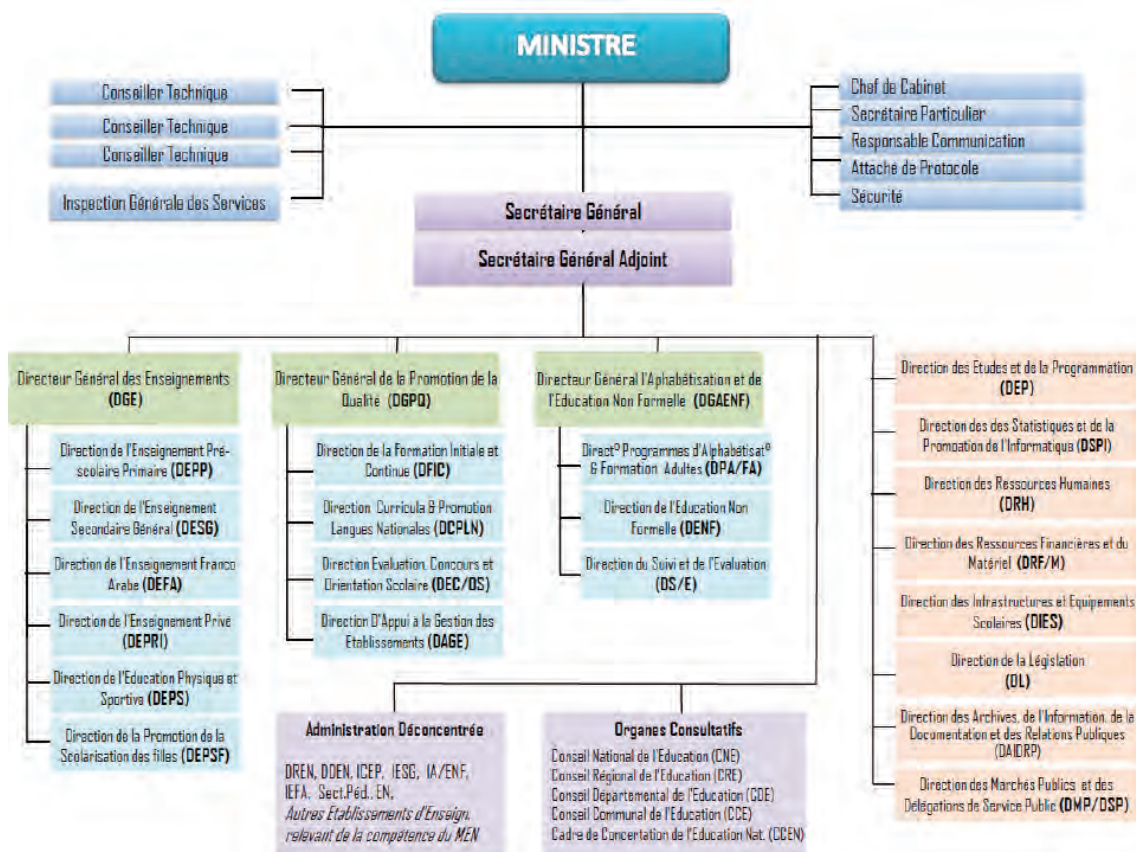 MINISTRE
Conseiller Technique
Conseiller Technique
Conseiller Technique
Inspection Générale des Services
Chef de Cabinet
Secrétaire Particulier
Responsable Communication
Attaché de Protocole
Sécurité
Secrétaire Général
Secrétaire Général Adjoint
Directeur Général des Enseignements
(DGE)
Direction de l'Enseignement Pré-
scolaire Primaire (DEPP)
Direction de l'Enseignement
Secondaire Général (DESG)
Direction de l'Enseignement Franco
Arabe (DEFA)
Direction de l'Enseignement Privé
(DEPRI)
Direction de l'Education Physique et
Sportive (DEPS)
Direction de la Promotion de la
Scolarisation des filles (DEPSF)
Directeur Général de la Promotion de la
Qualité (DGPQ)
Direction de la Formation Initiale et
Continue (DFIC)
Direction Curricula & Promotion
Langues Nationales (DCPLN)
Direction Evaluation, Concours et
Orientation Scolaire (DEC/OS)
Direction D'Appui à la Gestion des
Etablissements (DAGE)
Directeur Général l'Alphabétisation et de
l'Education Non Formelle (DGAENF)
Direct° Programmes d'Alphabétisat°
& Formation Adultes (DPA/FA)
Direction de l'Education Non
Formelle (DENF)
Direction du Suivi et de l'Evaluation
(DS/E)
Direction des Etudes et de la Programmation
(DEP)
Direction des des Statistiques et de la
Promoation de l'Informatique (DSPI)
Direction des Ressources Humaines
(DRH)
Direction des Ressources Financières et du
Matériel (DRF/M)
Direction des Infrastructures et Equipements
Scolaires (DIES)
Direction de la Législation
(DL)
Direction des Archives, de l'Information, de la
Documentation et des Relations Publiques
(DAIDRP)
Direction des Marchés Publics et des
Délégations de Service Public (DMP/DSP)
Administration Déconcentrée
DREN, DDEN, ICEP, IESG, IA/ENF,
IEFA, Sect.Péd., EN,
Autres Etablissements d'Enseign.
relevant de la compétence du MEN
Organes Consultatifs
Conseil National de l'Education (CNE)
Conseil Régional de l'Education (CRE)
Conseil Départemental de l'Education (CDE)
Conseil Communal de l'Education (CCE)
Cadre de Concertation de l'Education Nat. (CCEN)